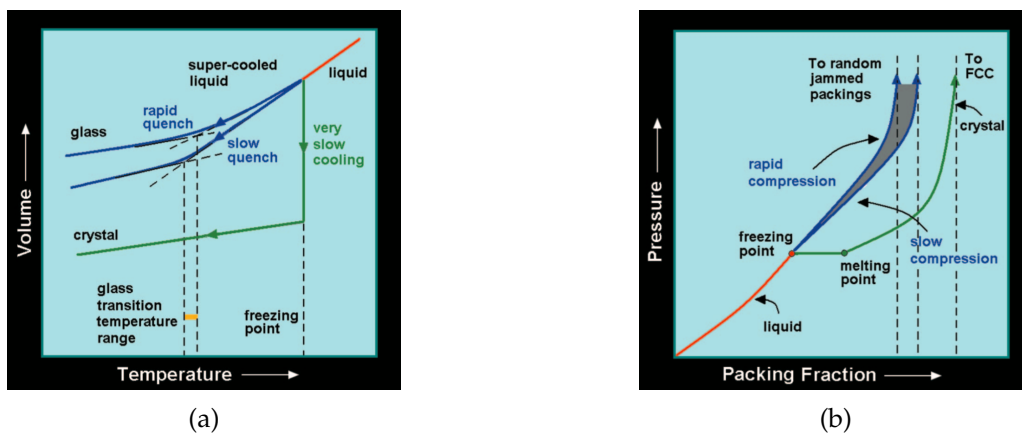 super-cooled
liquid
liquid
rapid
quench
glass
slow
quench
very
slow
cooling
crystal
glass
transition
temperature
range
freezing
point
Volume
Temperature
(a)
To random
jammed
packings
To
FCC
crystal
rapid
compression
freezing
point
slow
compression
melting
point
liquid
Pressure
Packing Fraction
(b)